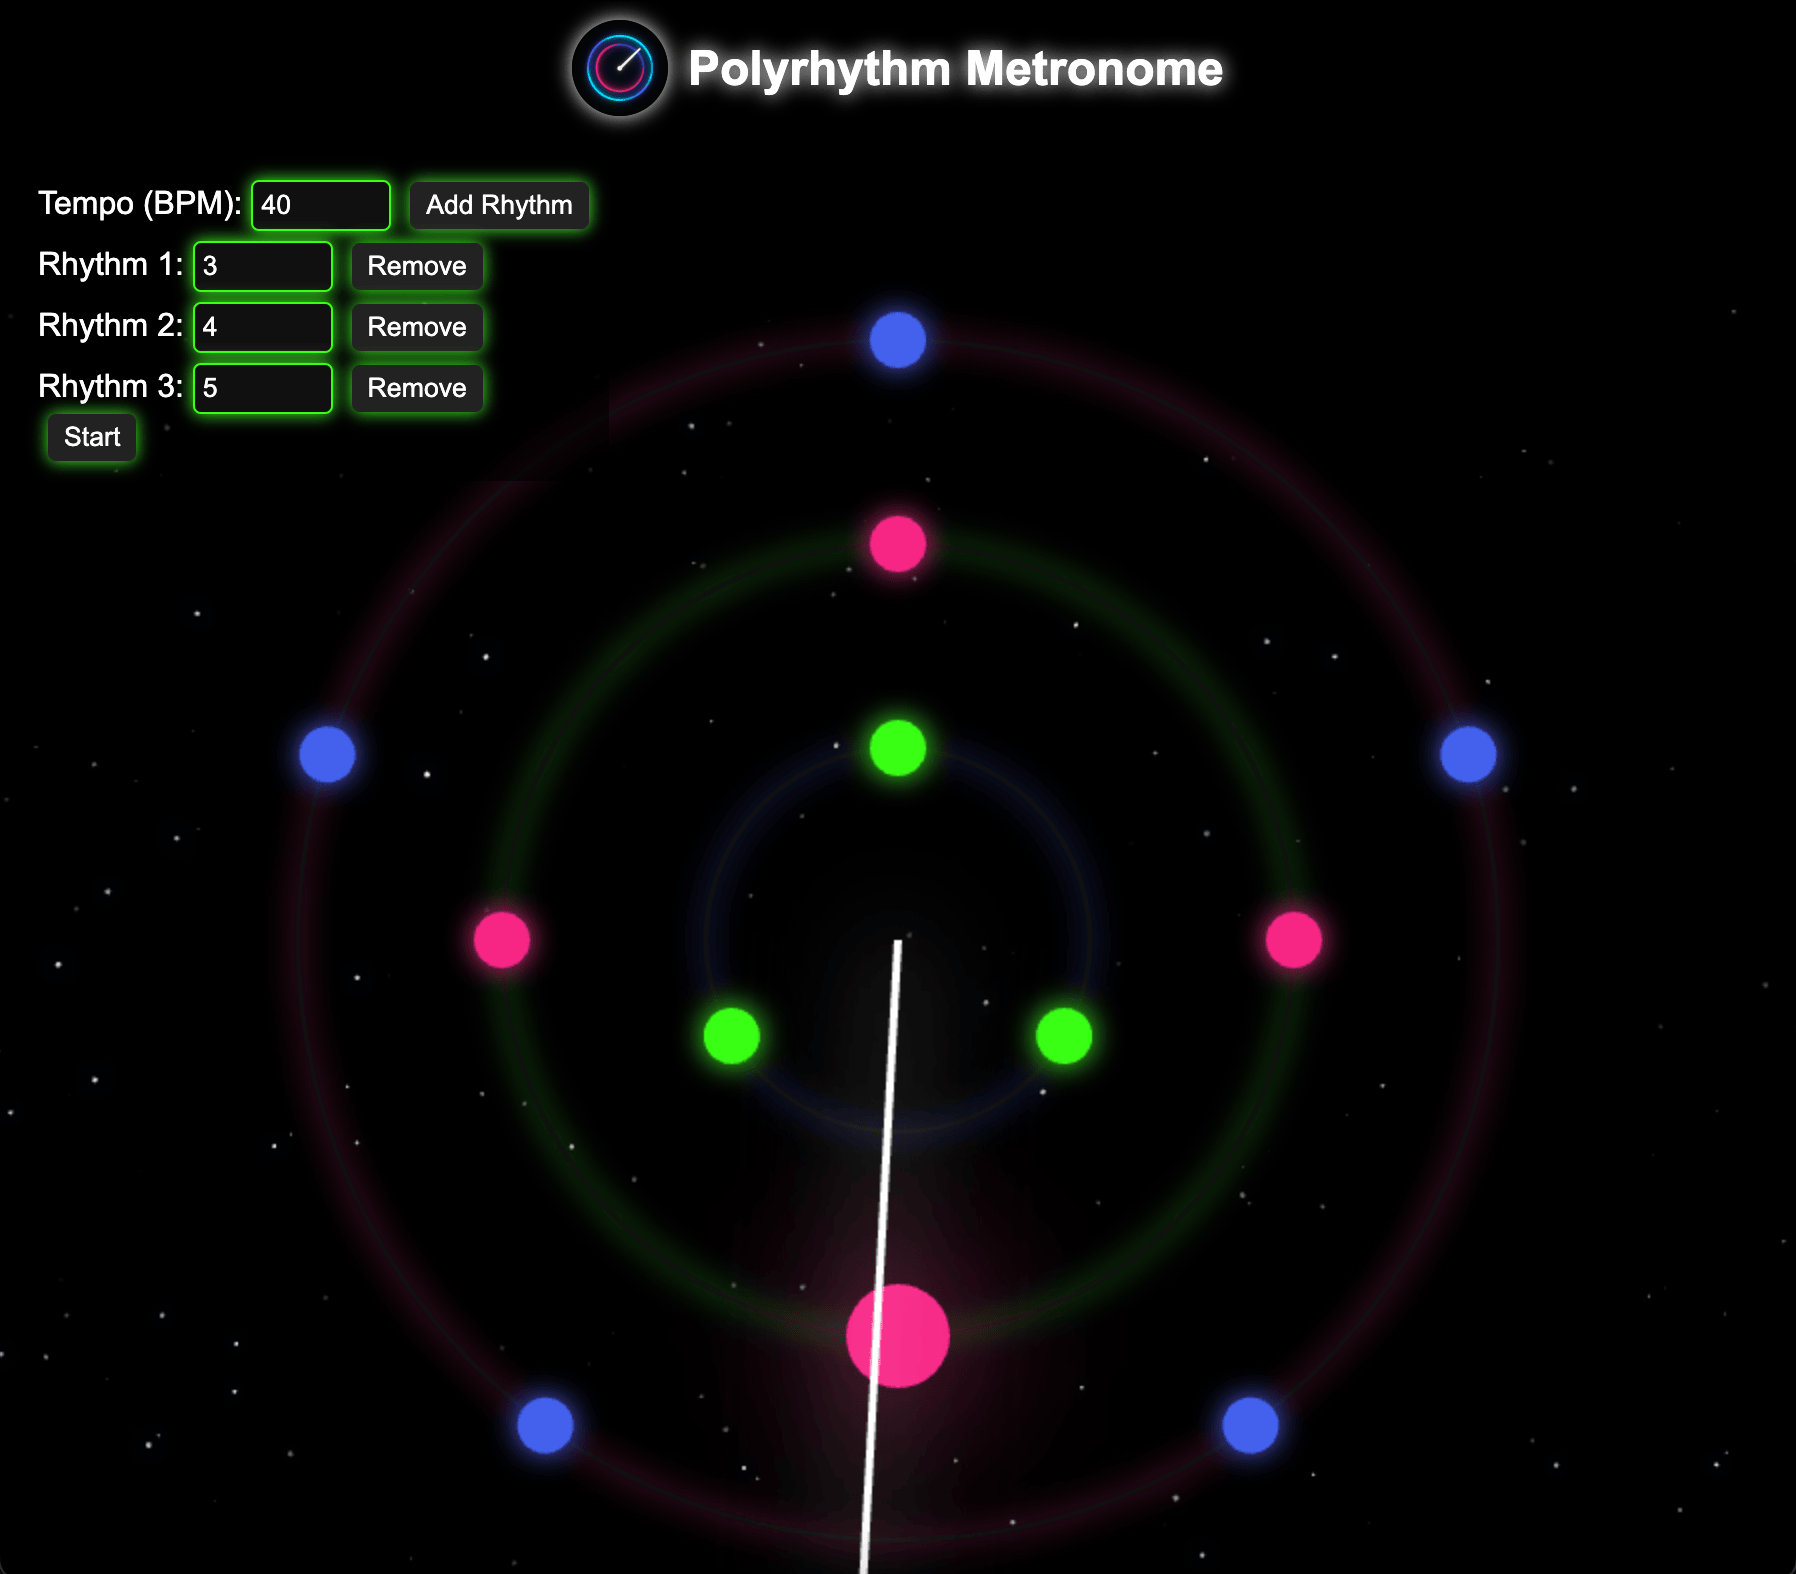 Polyrhythm Metronome
Tempo (BPM): 40 Add Rhythm
Rhythm 1: 3 Remove
Rhythm 2: 4 Remove
Rhythm 3: 5 Remove
Start